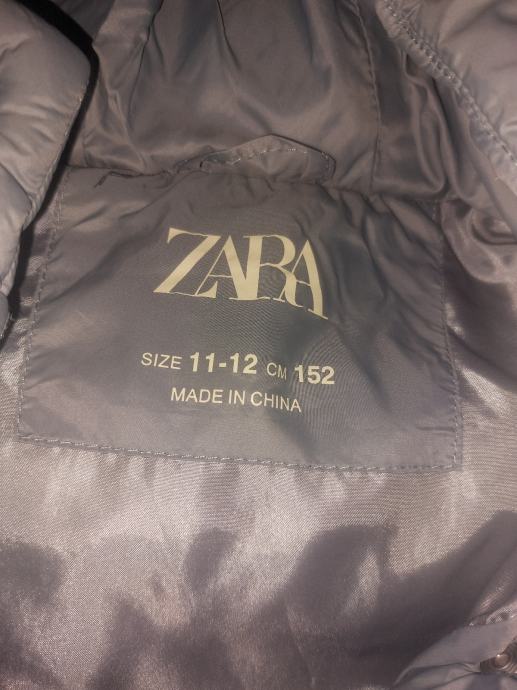 ZARA
SIZE 11-12 CM 152
MADE IN CHINA